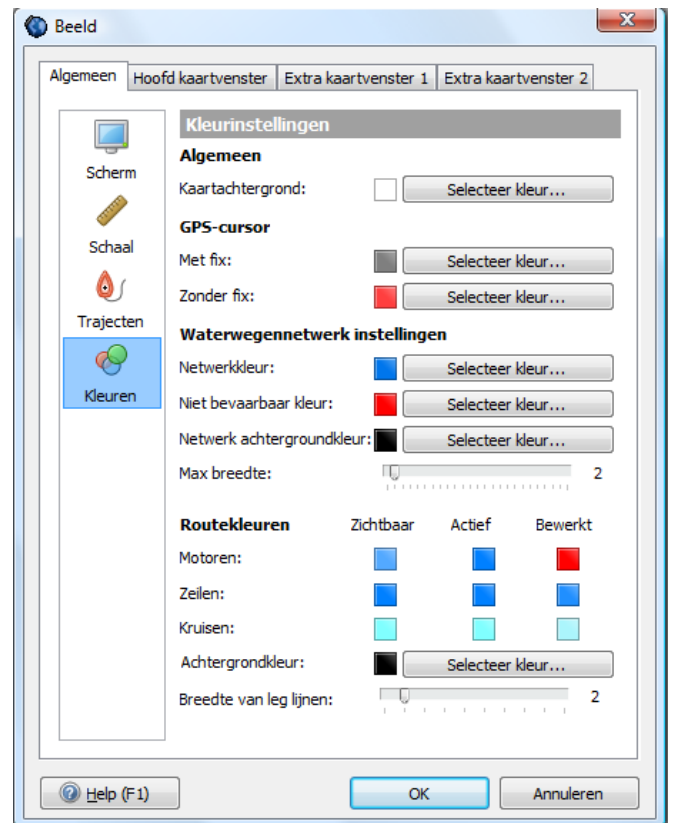 Beeld
Algemeen Hoofd kaartvenster Extra kaartvenster 1 Extra kaartvenster 2
Scherm
Schaal
Trajecten
Kleuren
Kleurinstellingen
Algemeen
Kaartachtergrond: Selecteer kleur...
GPS-cursor
Met fix: Selecteer kleur...
Zonder fix: Selecteer kleur...
Waterwegennetwerk instellingen
Netwerkkleur: Selecteer kleur...
Niet bevaarbaar kleur: Selecteer kleur...
Netwerk achtergroundkleur: Selecteer kleur...
Max breedte: 2
Routekleuren Zichtbaar Actief Bewerkt
Motoren:
Zeilen:
Kruisen:
Achtergrondkleur: Selecteer kleur...
Breedte van leg lijnen: 2
Help (F1) OK Annuleren